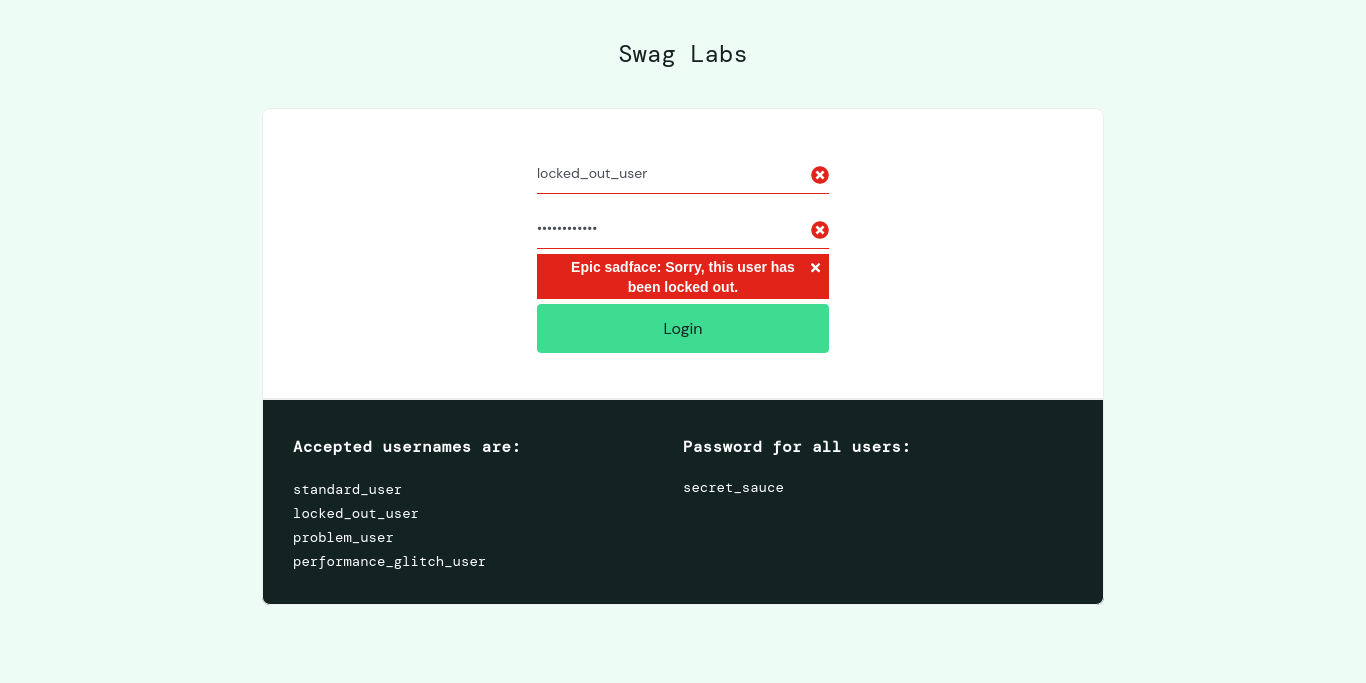 Swag Labs
locked_out_user
••••••••••••
Epic sadface: Sorry, this user has
been locked out.
Login
Accepted usernames are:
standard_user
locked_out_user
problem_user
performance_glitch_user
Password for all users:
secret_sauce